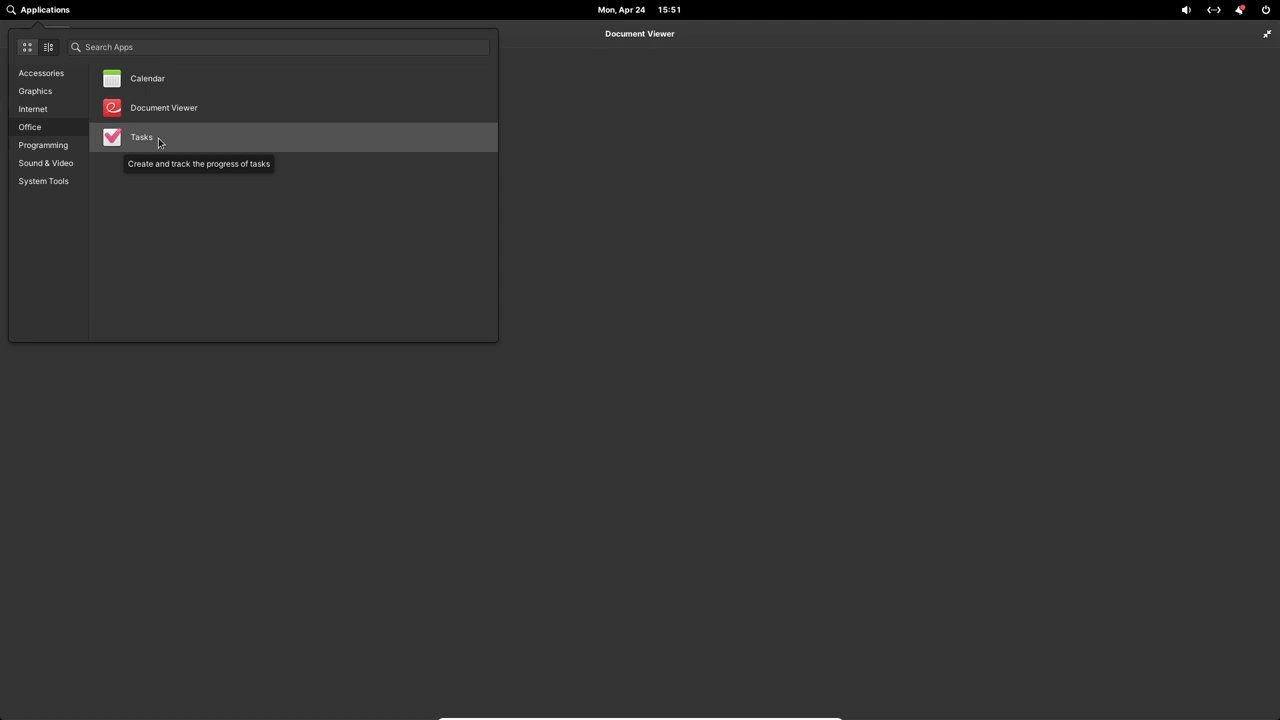 Applications
Mon, Apr 24 15:51
Document Viewer
Search Apps
Accessories
Graphics
Internet
Office
Programming
Sound & Video
System Tools
Calendar
Document Viewer
Tasks
Create and track the progress of tasks